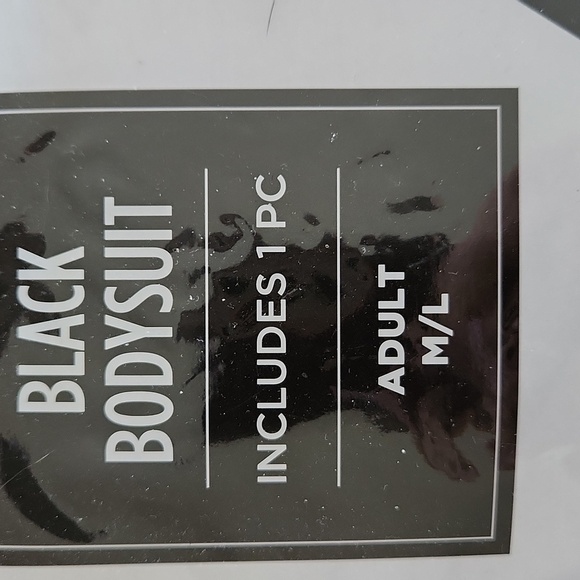 BLACK
BODYSUIT
INCLUDES 1 PC
ADULT
M/L